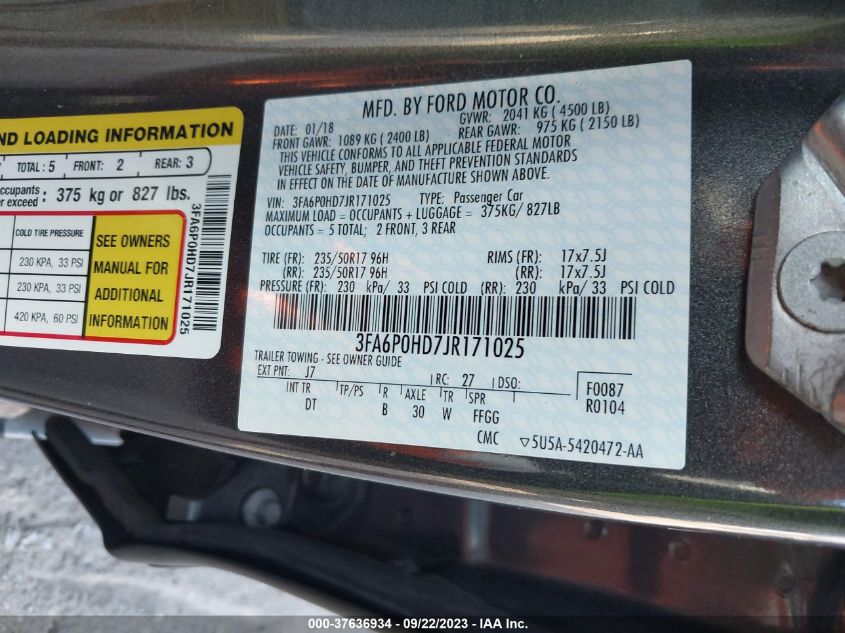 ND LOADING INFORMATION
TOTAL: 5 FRONT: 2 REAR: 3
ccupants
er exceed : 375 kg or 827 lbs.
COLD TIRE PRESSURE
230 KPA, 33 PSI
230 KPA, 33 PSI
420 KPA, 60 PSI
SEE OWNERS
MANUAL FOR
ADDITIONAL
INFORMATION
3FA6P0HD7JR171025
MFD. BY FORD MOTOR CO.
DATE: 01/18 GVWR: 2041 KG ( 4500 LB)
FRONT GAWR: 1089 KG ( 2400 LB) REAR GAWR: 975 KG ( 2150 LB)
THIS VEHICLE CONFORMS TO ALL APPLICABLE FEDERAL MOTOR
VEHICLE SAFETY, BUMPER, AND THEFT PREVENTION STANDARDS
IN EFFECT ON THE DATE OF MANUFACTURE SHOWN ABOVE.
VIN: 3FA6P0HD7JR171025 TYPE: Passenger Car
MAXIMUM LOAD = OCCUPANTS + LUGGAGE = 375KG/ 827LB
OCCUPANTS = 5 TOTAL; 2 FRONT, 3 REAR
TIRE (FR): 235/50R17 96H RIMS (FR): 17x7.5J
(RR): 235/50R17 96H (RR): 17x7.5J
PRESSURE (FR): 230 kPa/ 33 PSI COLD (RR): 230 kPa/ 33 PSI COLD
3FA6P0HD7JR171025
TRAILER TOWING - SEE OWNER GUIDE
EXT PNT: J7 RC: 27 DSO: F0087
INT TR TP/PS R AXLE TR SPR R0104
DT B 30 W FFGG
CMC ▽5U5A-5420472-AA
000-37636934 - 09/22/2023 - IAA Inc.